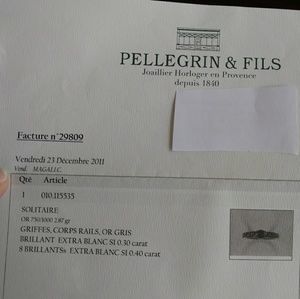 PELLEGRIN & FILS
Joaillier Horloger en Provence
depuis 1840
Facture n°29809
Vendredi 23 Décembre 2011
Vend. MAGALI C.
Qté Article
1 010.115535
SOLITAIRE
OR 750/1000 2.87 gr
GRIFFES, CORPS RAILS, OR GRIS
BRILLANT EXTRA BLANC SI 0.30 carat
8 BRILLANTs EXTRA BLANC SI 0.40 carat